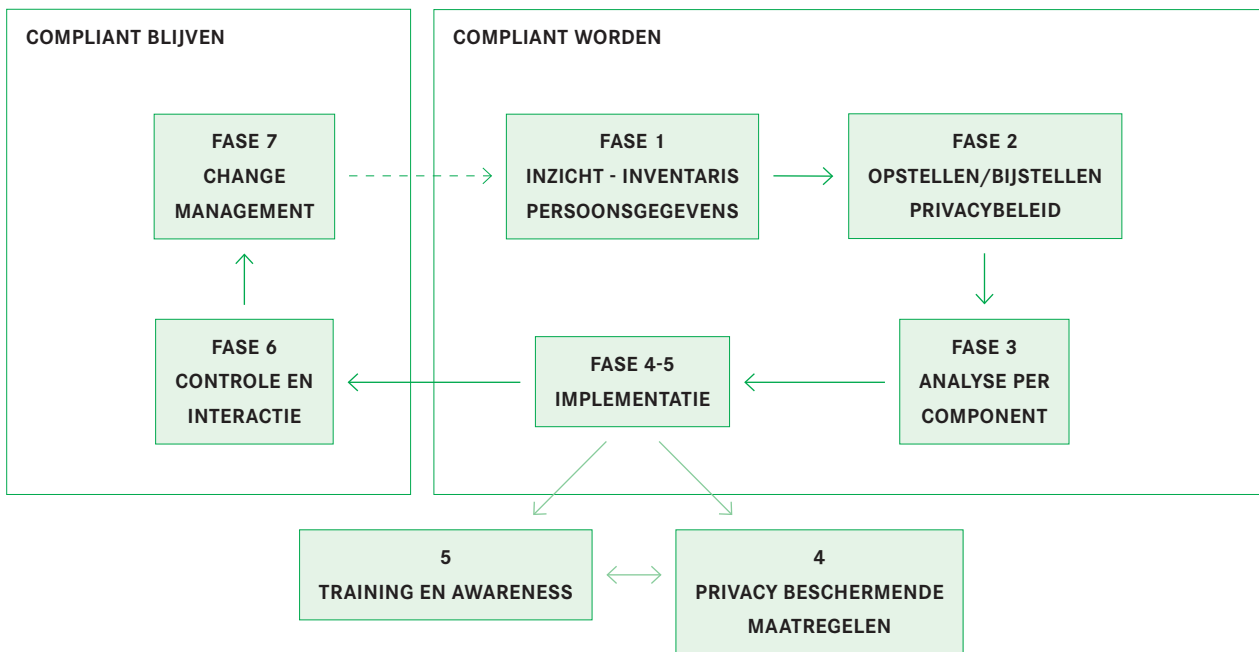 COMPLIANT BLIJVEN
COMPLIANT WORDEN
FASE 7
CHANGE
MANAGEMENT
FASE 1
INZICHT - INVENTARIS
PERSOONSGEGEVENS
FASE 2
OPSTELLEN/BIJSTELLEN
PRIVACYBELEID
FASE 6
CONTROLE EN
INTERACTIE
FASE 4-5
IMPLEMENTATIE
FASE 3
ANALYSE PER
COMPONENT
5
TRAINING EN AWARENESS
4
PRIVACY BESCHERMENDE
MAATREGELEN